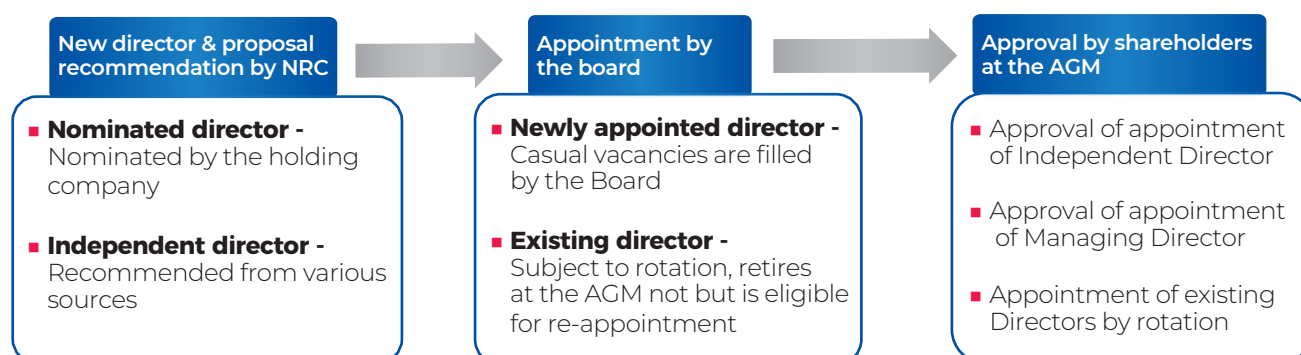 New director & proposal
recommendation by NRC
■ Nominated director -
Nominated by the holding
company
■ Independent director -
Recommended from various
sources
Appointment by
the board
■ Newly appointed director -
Casual vacancies are filled
by the Board
■ Existing director -
Subject to rotation, retires
at the AGM not but is eligible
for re-appointment
Approval by shareholders
at the AGM
■ Approval of appointment
of Independent Director
■ Approval of appointment
of Managing Director
■ Appointment of existing
Directors by rotation